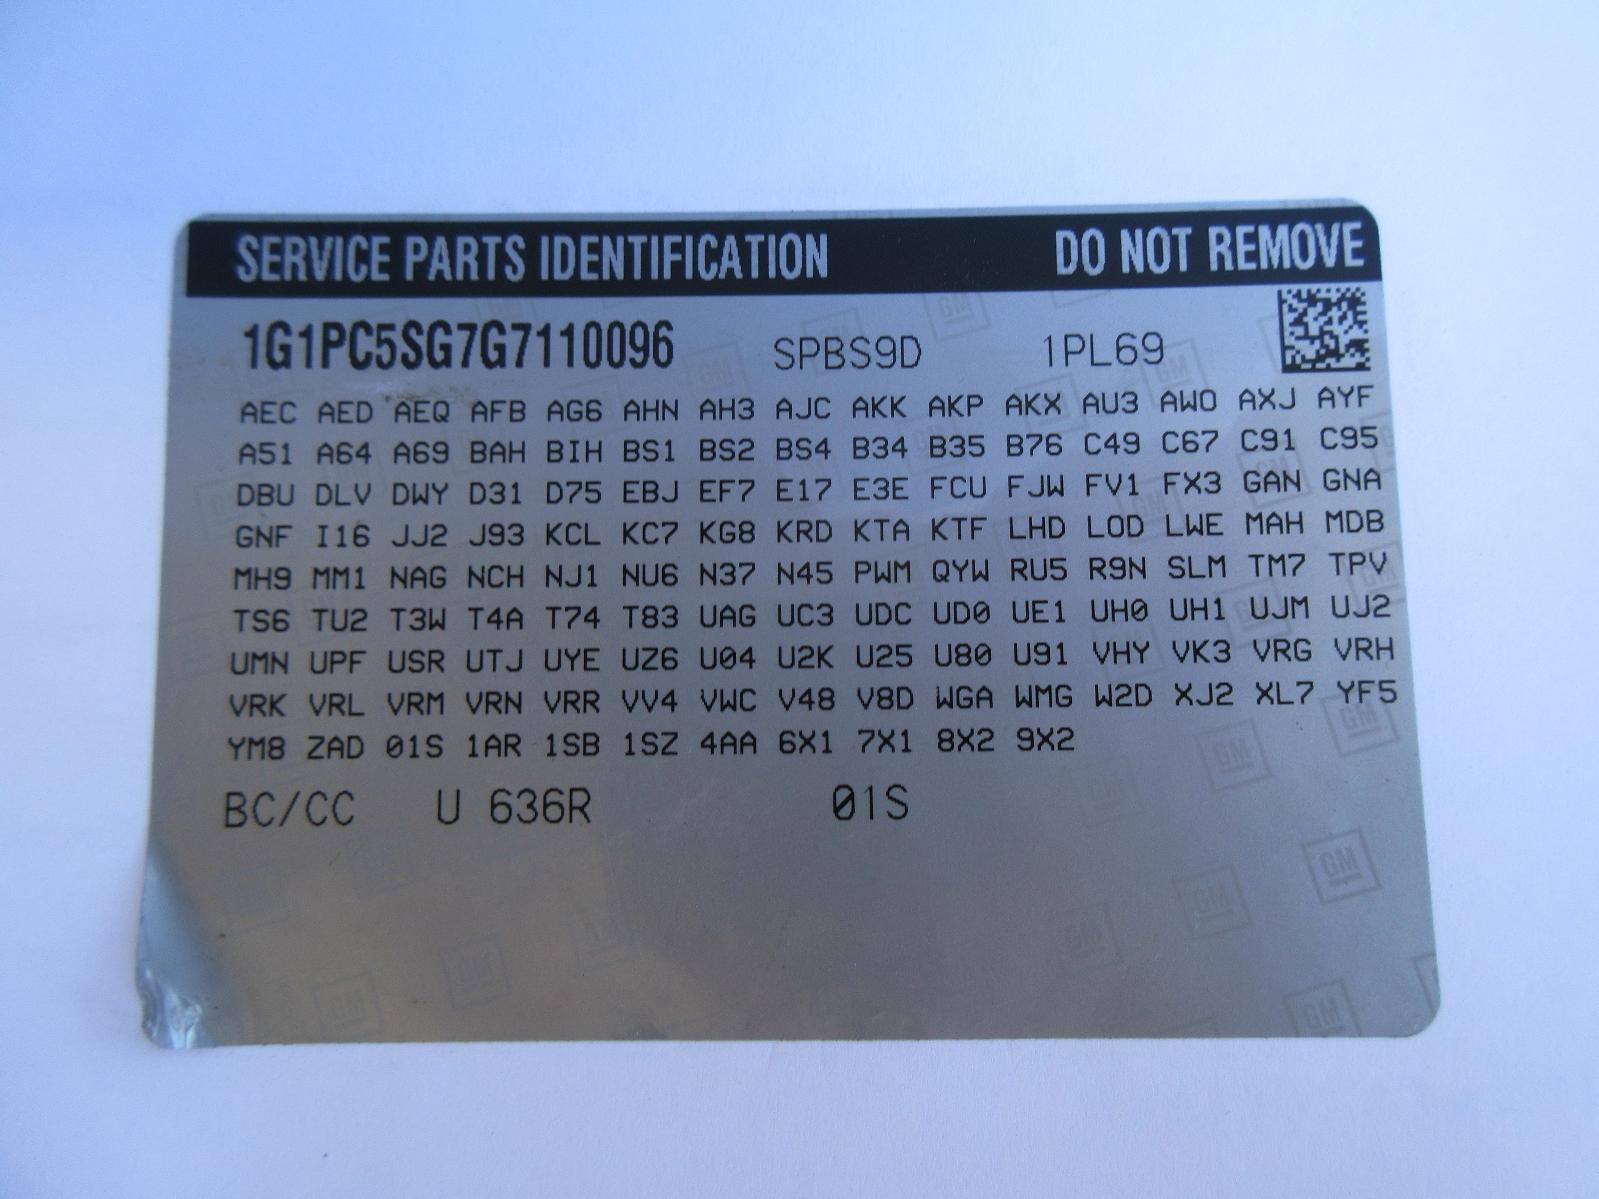 SERVICE PARTS IDENTIFICATION DO NOT REMOVE
1G1PC5SG7G7110096 SPBS9D 1PL69
AEC AED AEQ AFB AG6 AHN AH3 AJC AKK AKP AKX AU3 AWO AXJ AYF
A51 A64 A69 BAH BIH BS1 BS2 BS4 B34 B35 B76 C49 C67 C91 C95
DBU DLV DWY D31 D75 EBJ EF7 E17 E3E FCU FJW FV1 FX3 GAN GNA
GNF I16 JJ2 J93 KCL KC7 KG8 KRD KTA KTF LHD LOD LWE MAH MDB
MH9 MM1 NAG NCH NJ1 NU6 N37 N45 PWM QYW RU5 R9N SLM TM7 TPV
TS6 TU2 T3W T4A T74 T83 UAG UC3 UDC UD0 UE1 UH0 UH1 UJM UJ2
UMN UPF USR UTJ UYE UZ6 U04 U2K U25 U80 U91 VHY VK3 VRG VRH
VRK VRL VRM VRN VRR VV4 VWC V48 V8D WGA WMG W2D XJ2 XL7 YF5
YM8 ZAD 01S 1AR 1SB 1SZ 4AA 6X1 7X1 8X2 9X2
BC/CC U 636R 01S
GM
GM
GM
GM
GM
GM
GM